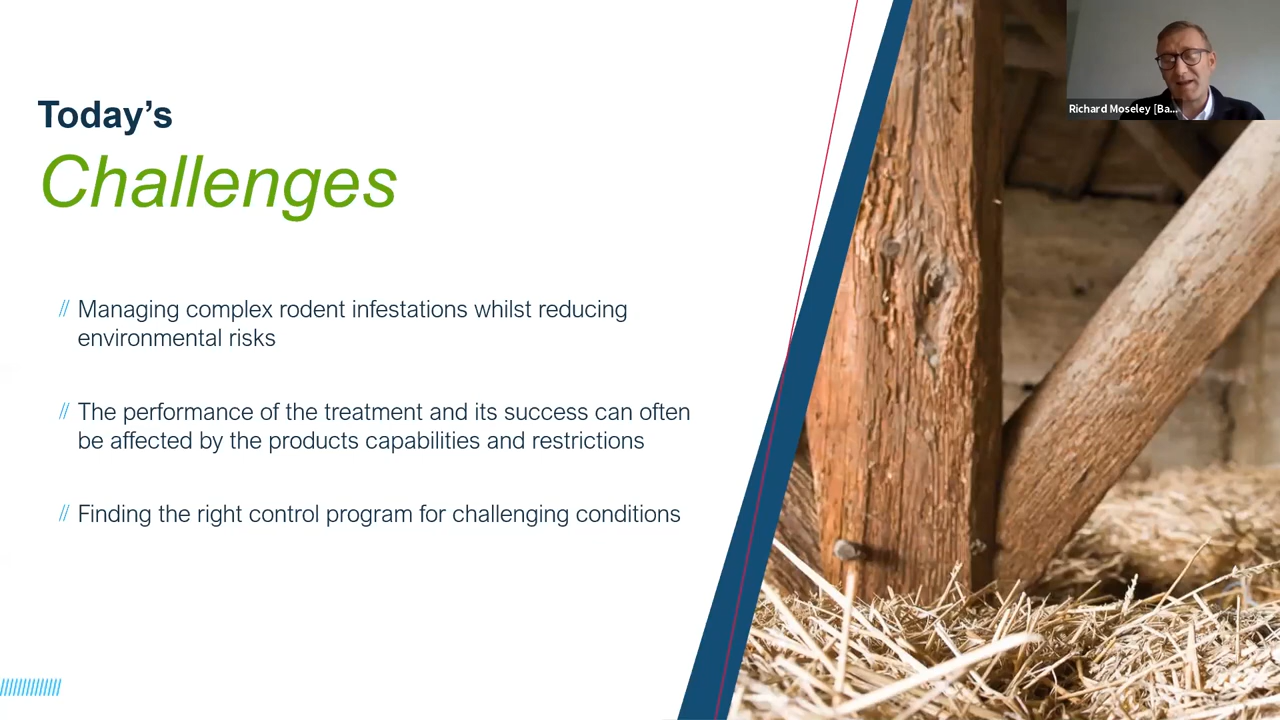 Today’s
Challenges
Managing complex rodent infestations whilst reducing
environmental risks
The performance of the treatment and its success can often
be affected by the products capabilities and restrictions
Finding the right control program for challenging conditions
Richard Moseley [Ba...